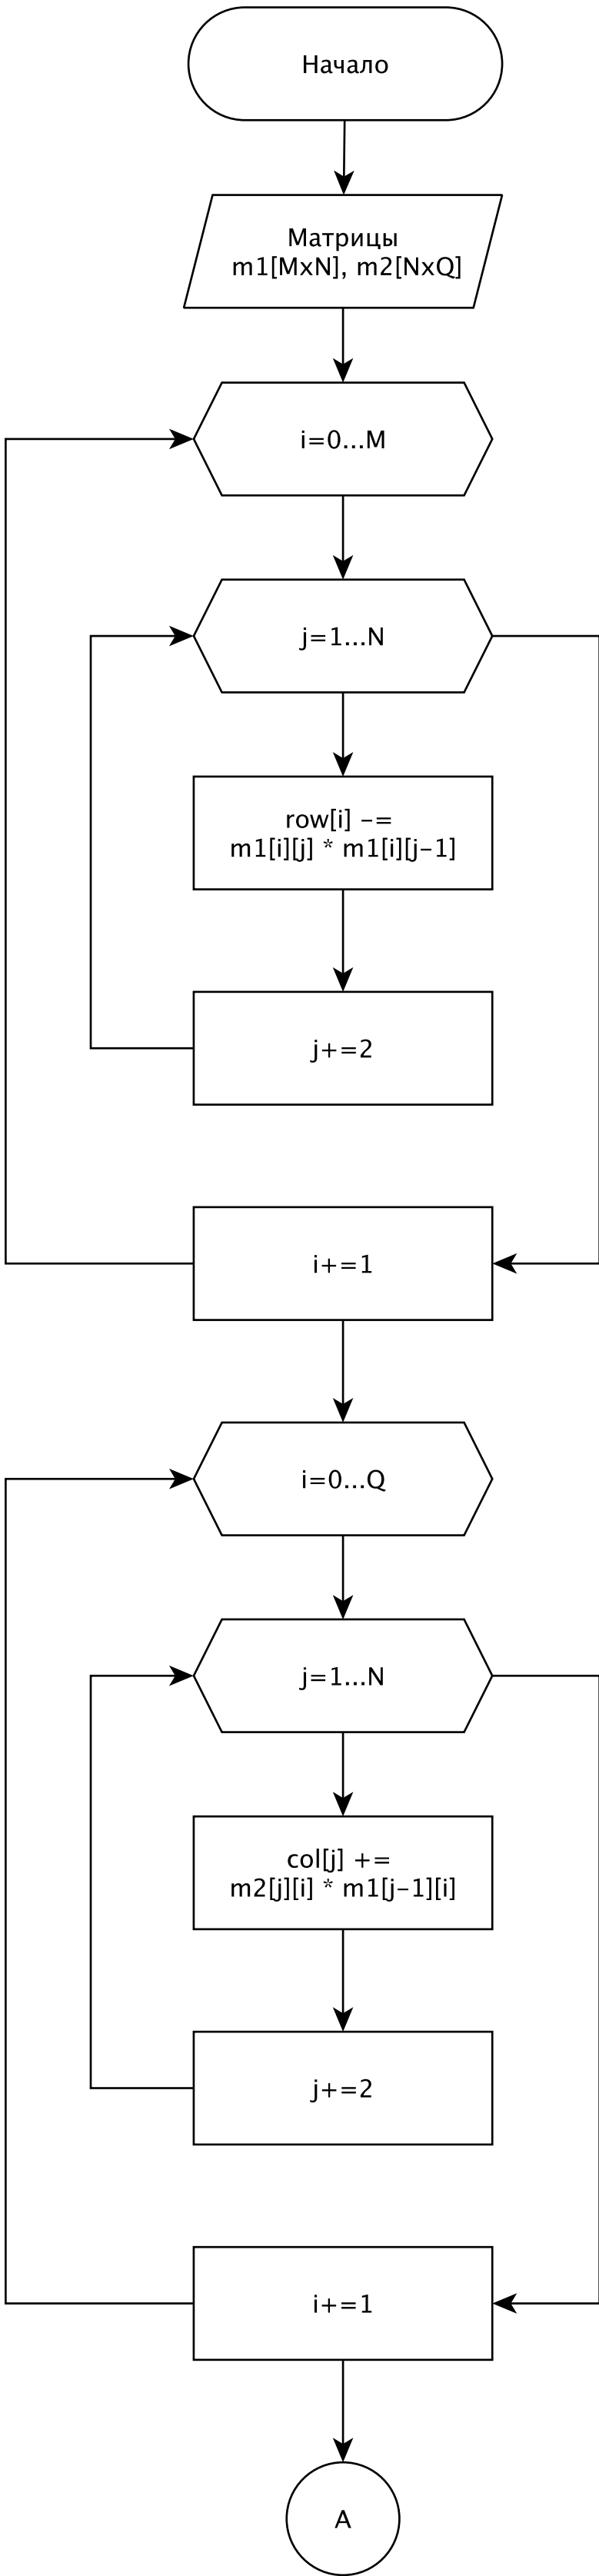 Начало
Матрицы
m1[MxN], m2[NxQ]
i=0...M
j=1...N
row[i] -=
m1[i][j] * m1[i][j-1]
j+=2
i+=1
i=0...Q
j=1...N
col[j] +=
m2[j][i] * m1[j-1][i]
j+=2
i+=1
A